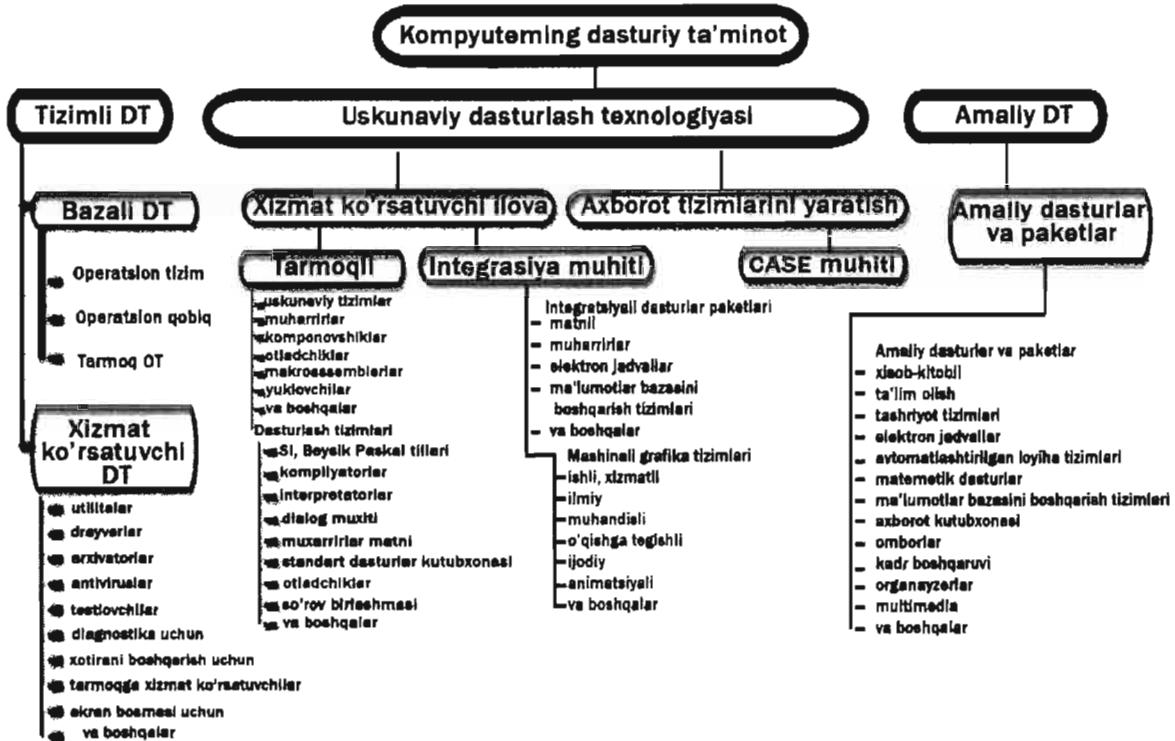 Kompyuteming dasturiy ta'minot
Tizimli DT
Uskunaviy dasturlash texnologiyasi
Amaliy DT
Bazali DT
Operatsion tizim
Operatsion qobiq
Tarmoq OT
Xizmat
ko'rsatuvchi
DT
utilitalar
drayverlar
arxivatorlar
antiviruslar
testlovchilar
diagnostika uchun
xotirani boshqarish uchun
tarmoqga xizmat ko'rsatuvchilar
ekran bosmasi uchun
va boshqalar
Xizmat ko'rsatuvchi ilova
Axborot tizimlarini yaratish
Tarmoqli
uskunaviy tizimlar
muharrirlar
komponovshiklar
otladchiklar
makroassemblerlar
yuklovchilar
va boshqalar
Dasturlash tizimlari
SI, Beysik Paskal tillari
kompilyatorlar
interpretatorlar
dialog muxiti
muxarrirlar matni
standart dasturlar kutubxonasi
otladchiklar
so'rov birlashmasi
va boshqalar
Integrasiya muhiti
Integratsiyali dasturlar paketlari
- matnli
- muharrirlar
- elektron jadvallar
- ma'lumotlar bazasini
boshqarish tizimlari
- va boshqalar
Mashinali grafika tizimlari
ishli, xizmatli
ilmiy
muhandisli
o'qishga tegishli
ijodiy
animatsiyali
va boshqalar
CASE muhiti
Amaliy dasturlar
va paketlar
Amaliy dasturlar va paketlar
- xisob-kitobli
- ta'lim olish
- tashriyot tizimlari
- elektron jadvallar
- avtomatlashtirilgan loyiha tizimlari
- matematik dasturlar
- ma'lumotlar bazasini boshqarish tizimlari
- axborot kutubxonasi
- omborlar
- kadr boshqaruvi
- organayzerlar
- multimedia
- va boshqalar